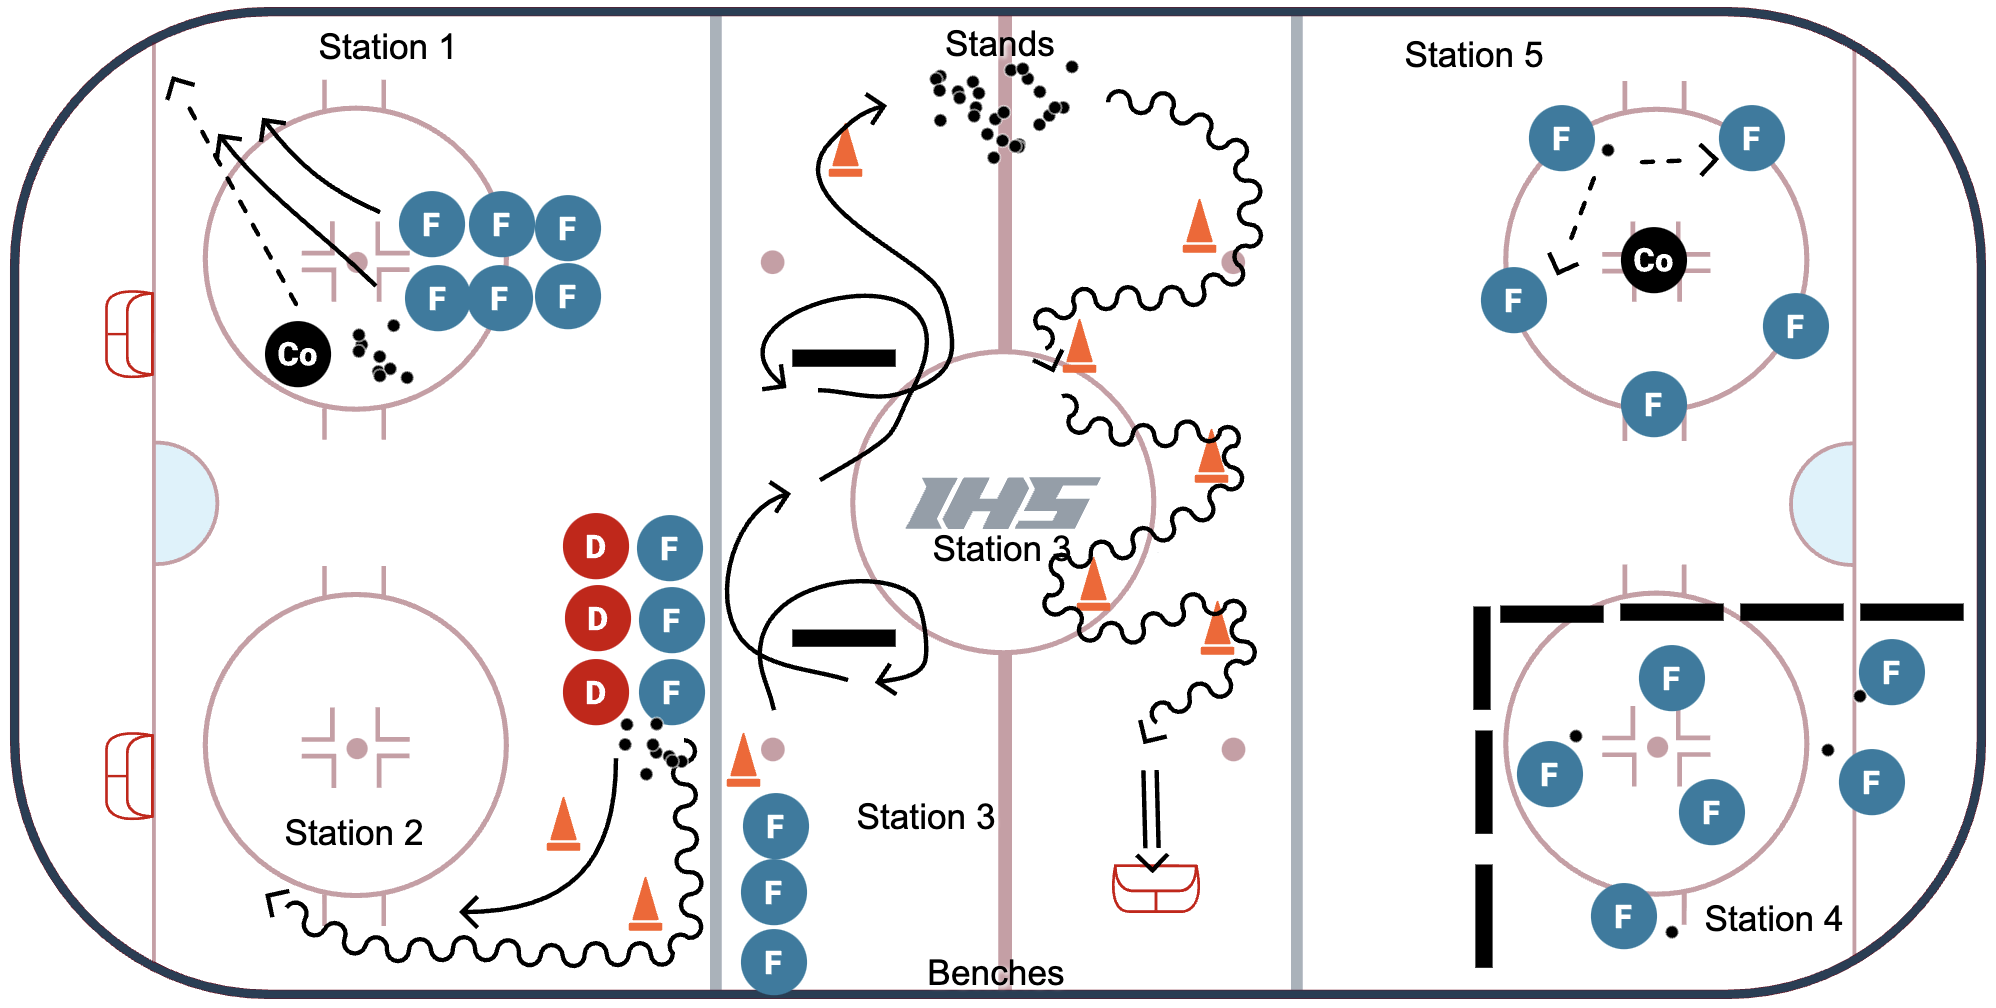 Station 1
Stands
Station 5
F
F
F F F
F F F
Co
Co
F
F
F
IHS
Station 3
D F
D F
D F
F
F
F
F
F
F
Station 2
Station 3
F
F
F
Station 4
Benches